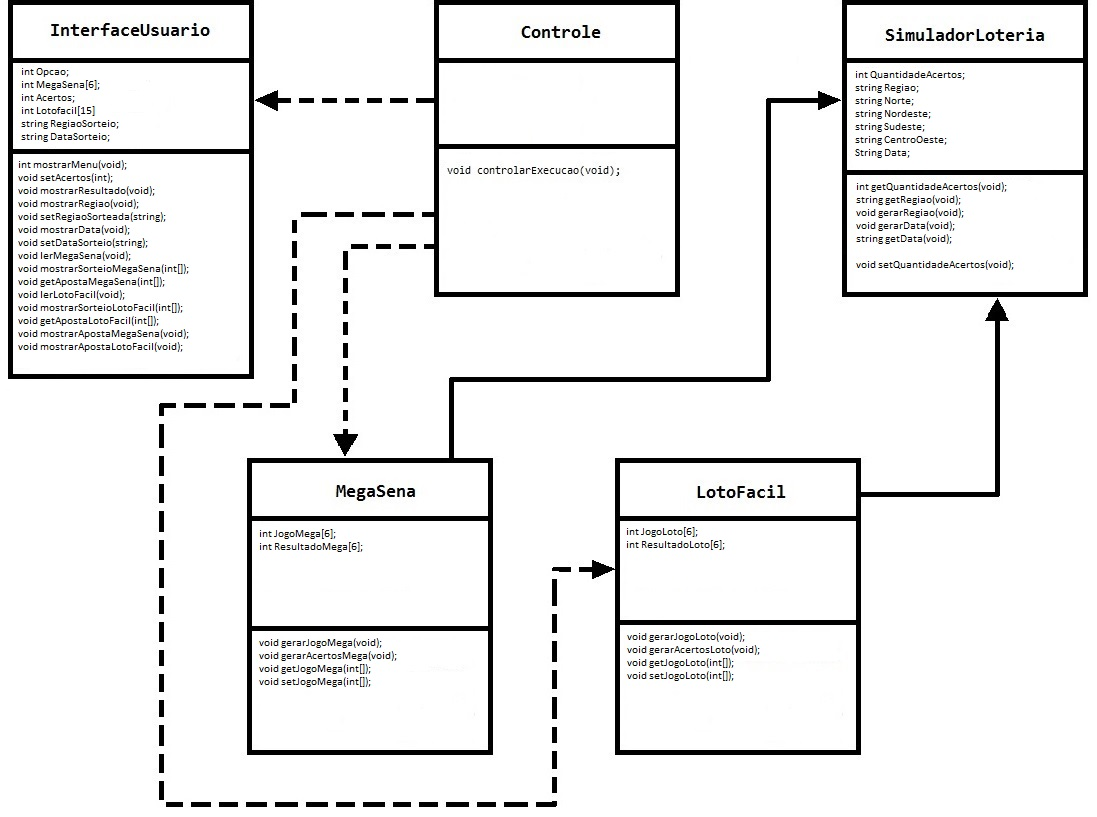 InterfaceUsuario
int Opcao;
int MegaSena[6];
int Acertos;
int Lotofacil[15]
string RegiaoSorteio;
string DataSorteio;
int mostrarMenu(void);
void setAcertos(int);
void mostrarResultado(void);
void mostrarRegiao(void);
void setRegiaoSorteada(string);
void mostrarData(void);
void setDataSorteio(string);
void lerMegaSena(void);
void mostrarSorteioMegaSena(int[]);
void getApostaMegaSena(int[]);
void lerLotoFacil(void);
void mostrarSorteioLotoFacil(int[]);
void getApostaLotoFacil(int[]);
void mostrarApostaMegaSena(void);
void mostrarApostaLotoFacil(void);
Controle
void controlarExecucao(void);
SimuladorLoteria
int QuantidadeAcertos;
string Regiao;
string Norte;
string Nordeste;
string Sudeste;
string CentroOeste;
String Data;
int getQuantidadeAcertos(void);
string getRegiao(void);
void gerarRegiao(void);
void gerarData(void);
string getData(void);
void setQuantidadeAcertos(void);
MegaSena
int JogoMega[6];
int ResultadoMega[6];
void gerarJogoMega(void);
void gerarAcertosMega(void);
void getJogoMega(int[]);
void setJogoMega(int[]);
LotoFacil
int JogoLoto[6];
int ResultadoLoto[6];
void gerarJogoLoto(void);
void gerarAcertosLoto(void);
void getJogoLoto(int[]);
void setJogoLoto(int[]);